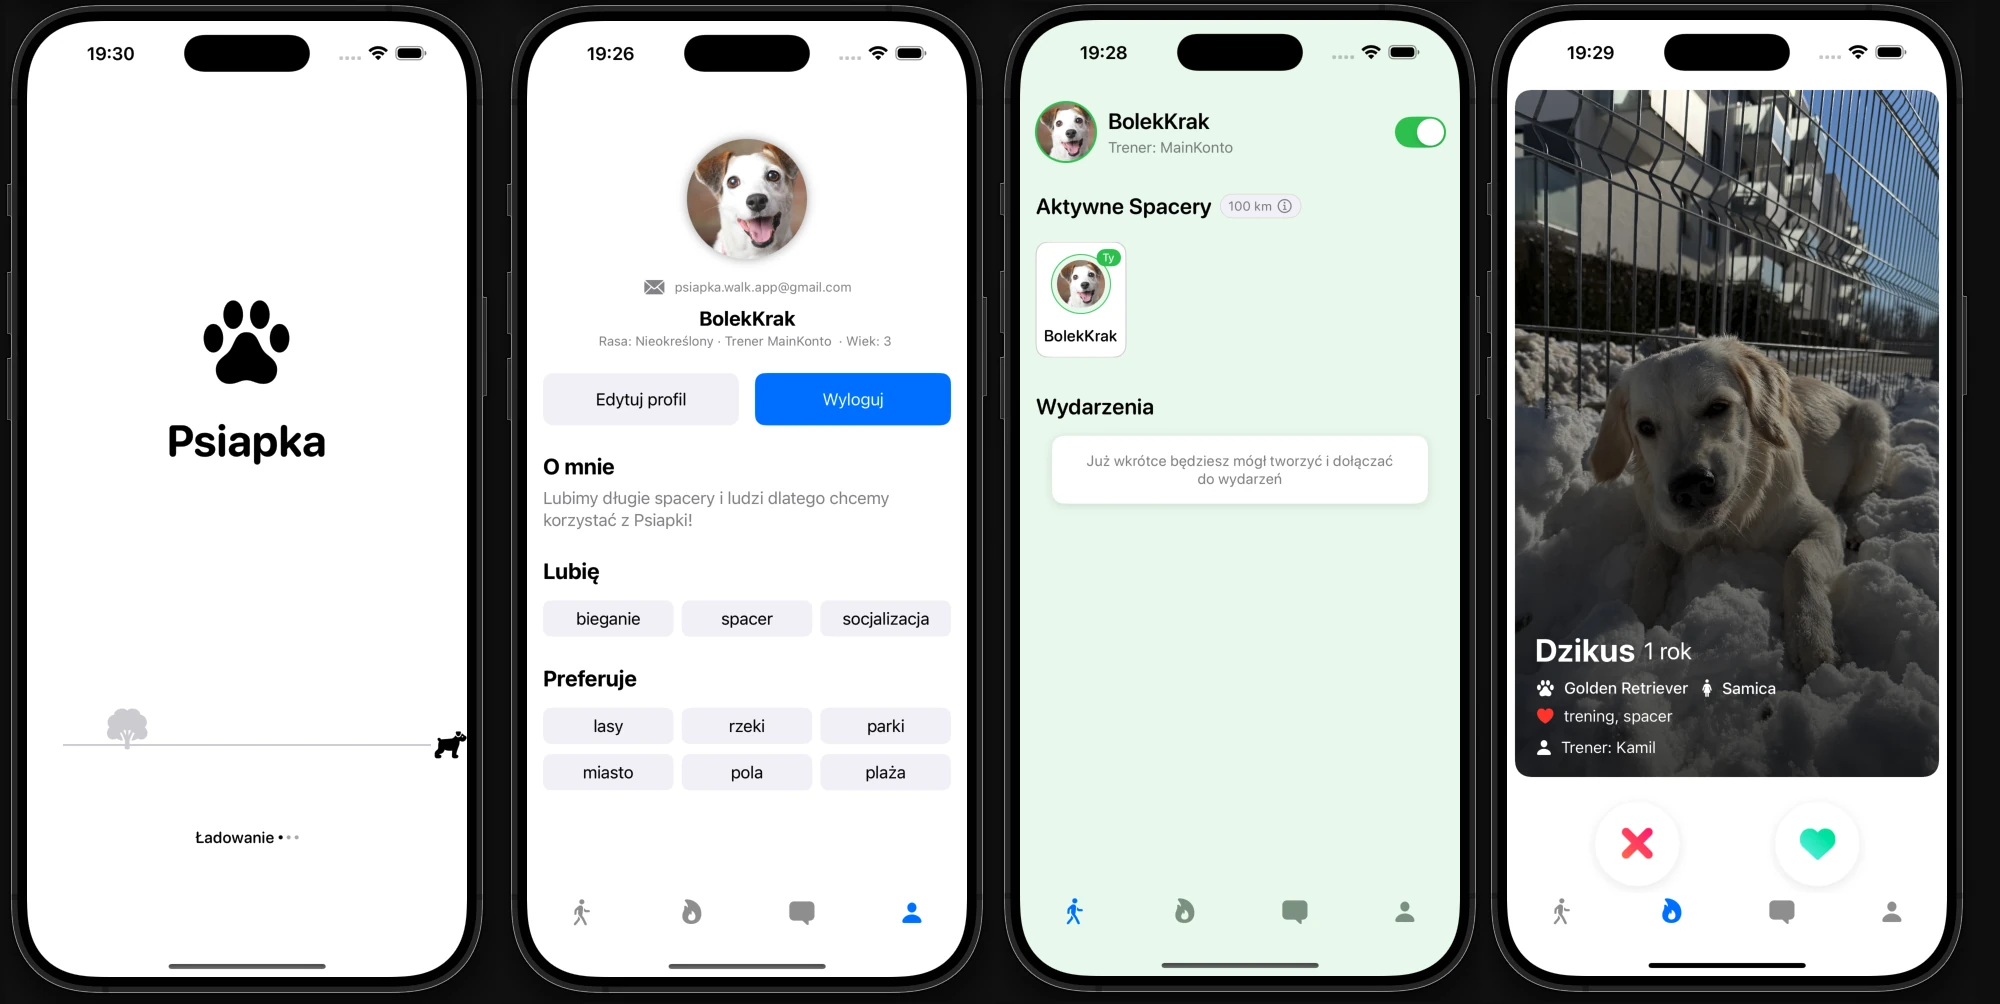 19:30
Psiapka
Ładowanie
19:26
psiapka.walk.app@gmail.com
BolekKrak
Rasa: Nieokreślony · Trener MainKonto · Wiek: 3
Edytuj profil
Wyloguj
O mnie
Lubimy długie spacery i ludzi dlatego chcemy
korzystać z Psiapki!
Lubię
bieganie
spacer
socjalizacja
Preferuje
lasy
rzeki
parki
miasto
pola
plaża
19:28
BolekKrak
Trener: MainKonto
Aktywne Spacery
100 km
Ty
BolekKrak
Wydarzenia
Już wkrótce będziesz mógł tworzyć i dołączać
do wydarzeń
19:29
Dzikus 1 rok
Golden Retriever Samica
trening, spacer
Trener: Kamil